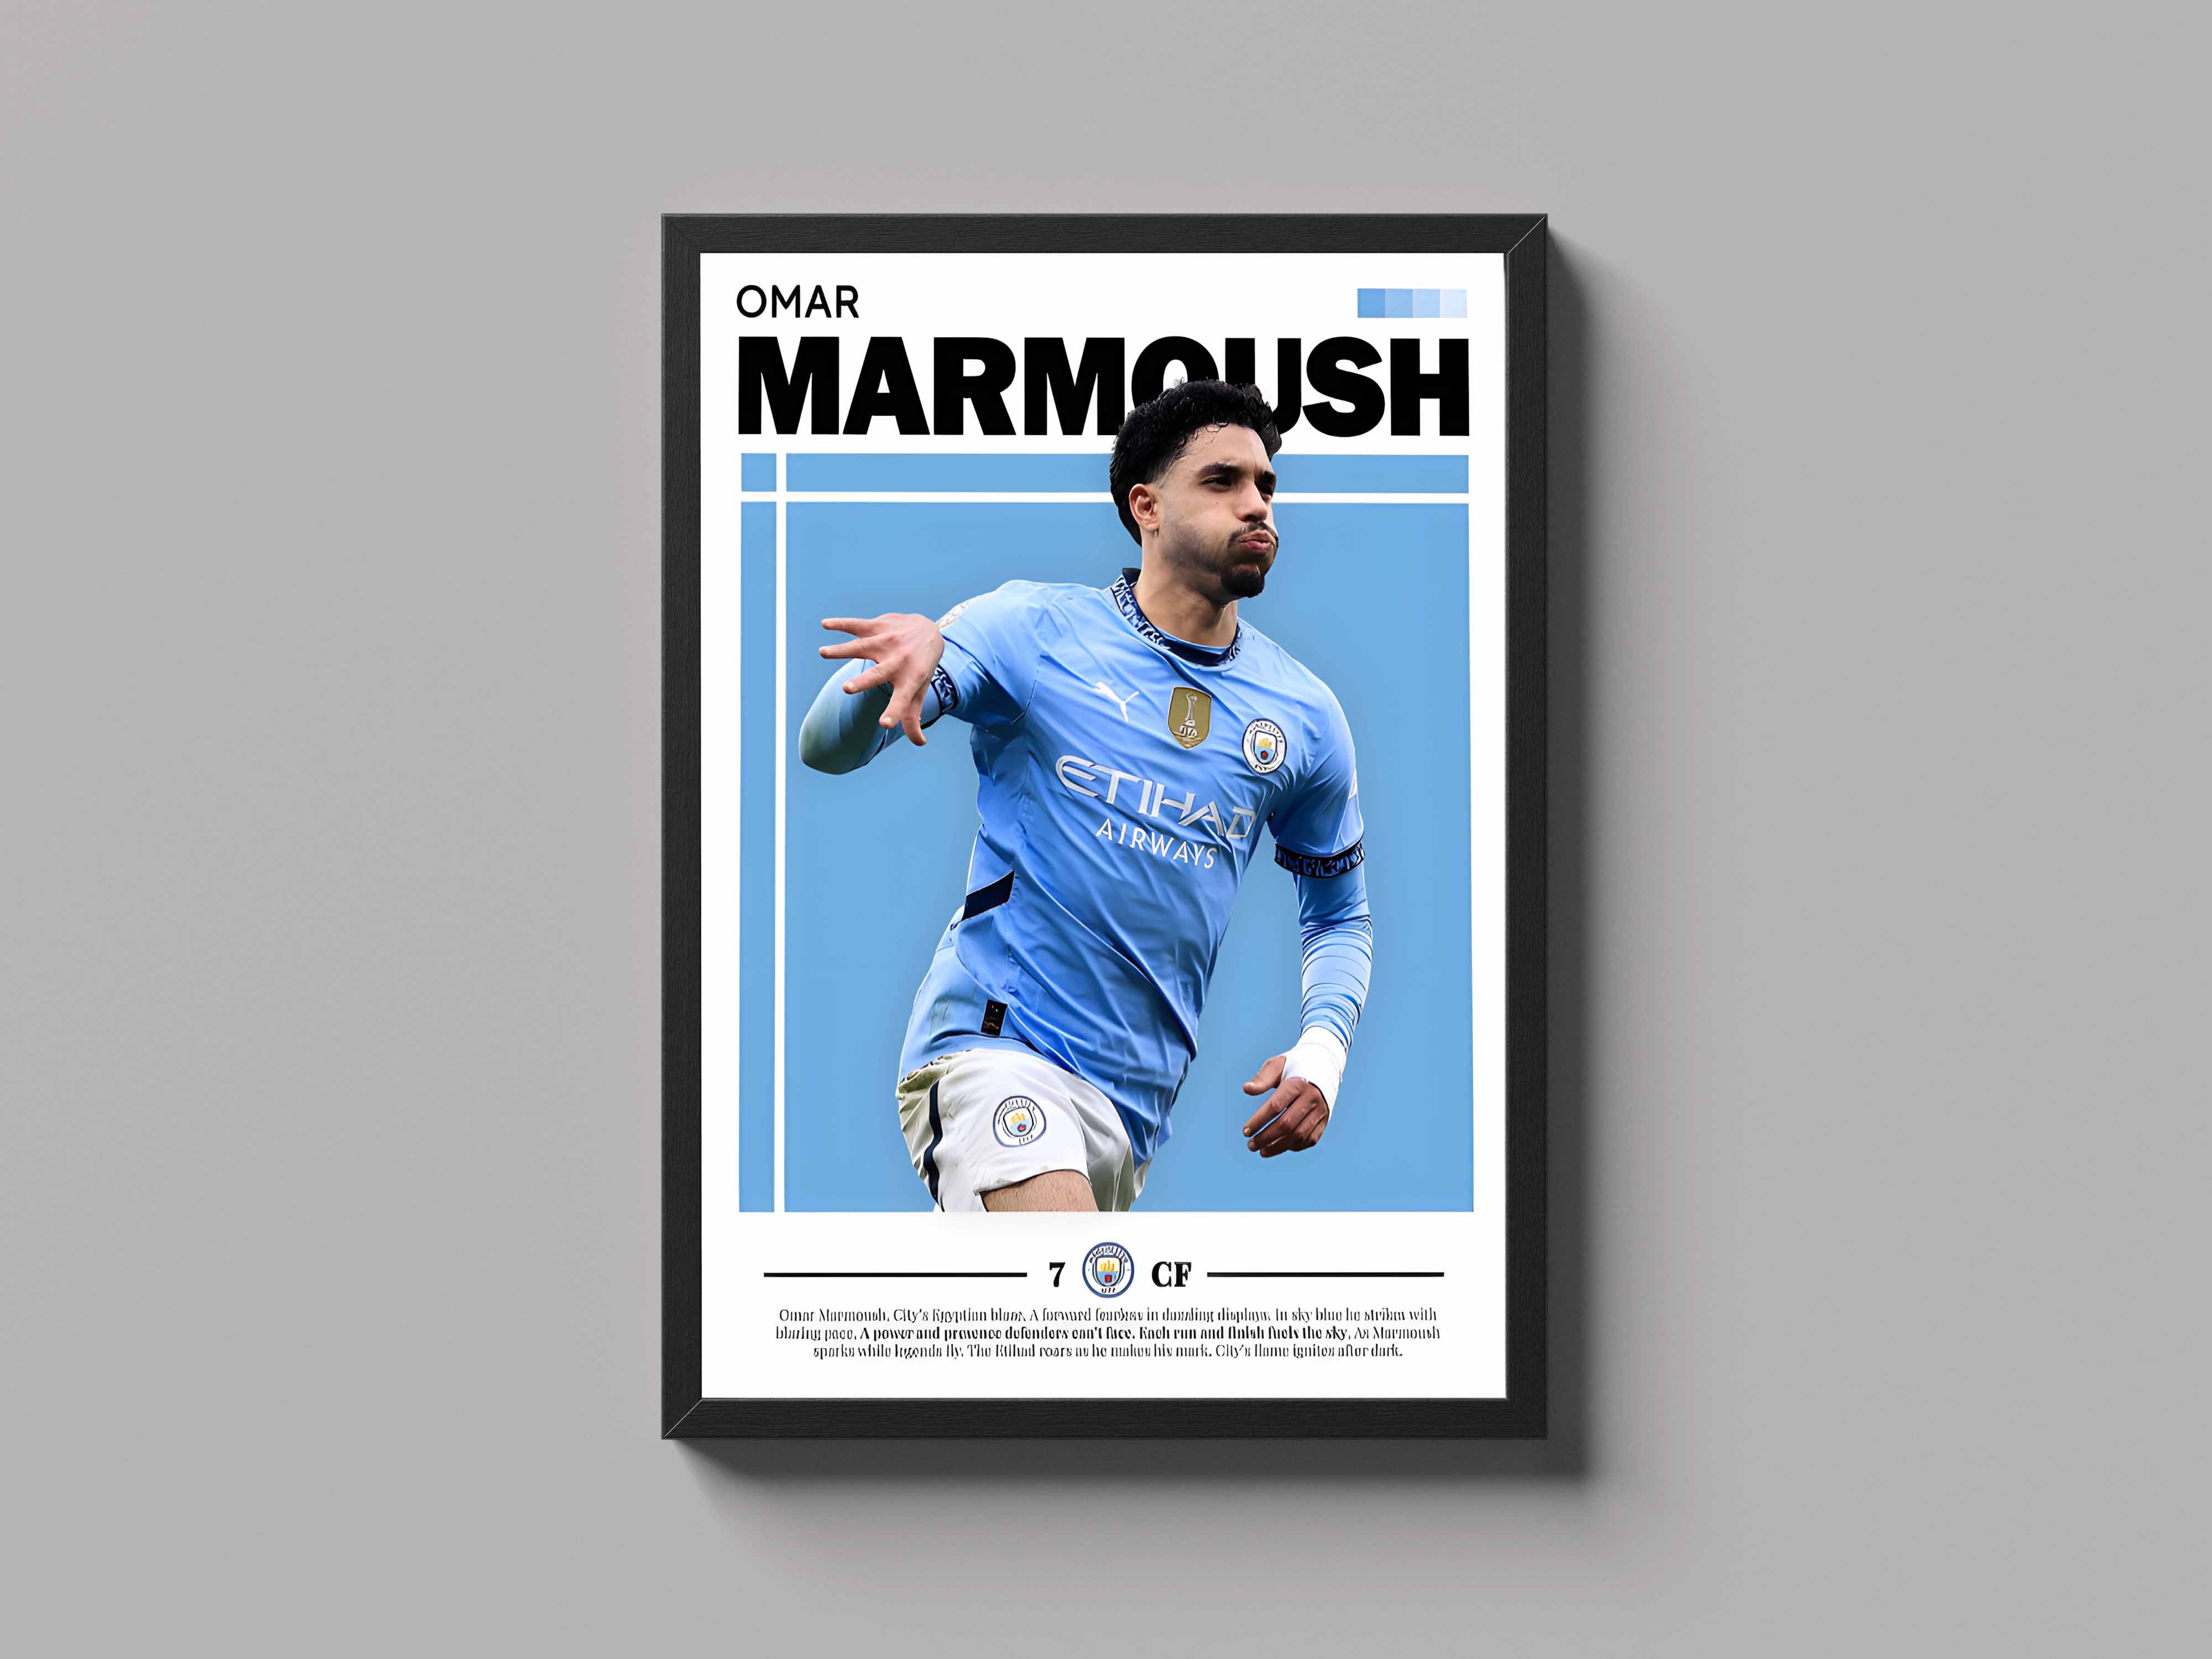 OMAR
MARMOUSH
ETIHAD
AIRWAYS
7 CF
Omar Marmoush, City's Egyptian blaze. A forward fearless in dazzling displays. In sky blue he strikes with
blazing pace. A power and presence defenders can't face. Each run and finish fuels the sky. As Marmoush
sparks while legends fly. The Etihad roars as he makes his mark. City's flame ignites after dark.